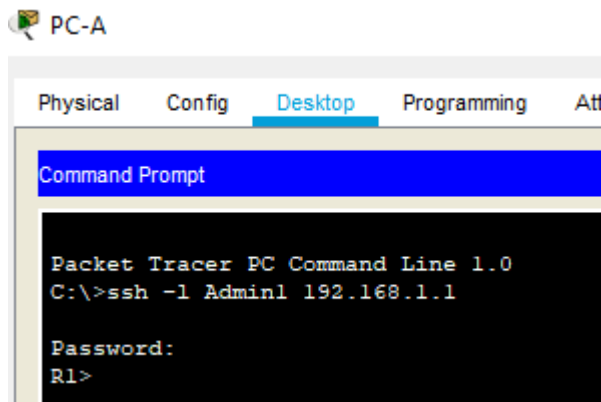 PC-A
Physical Config Desktop Programming Att
Command Prompt
Packet Tracer PC Command Line 1.0
C:\>ssh -l Admin1 192.168.1.1
Password:
R1>